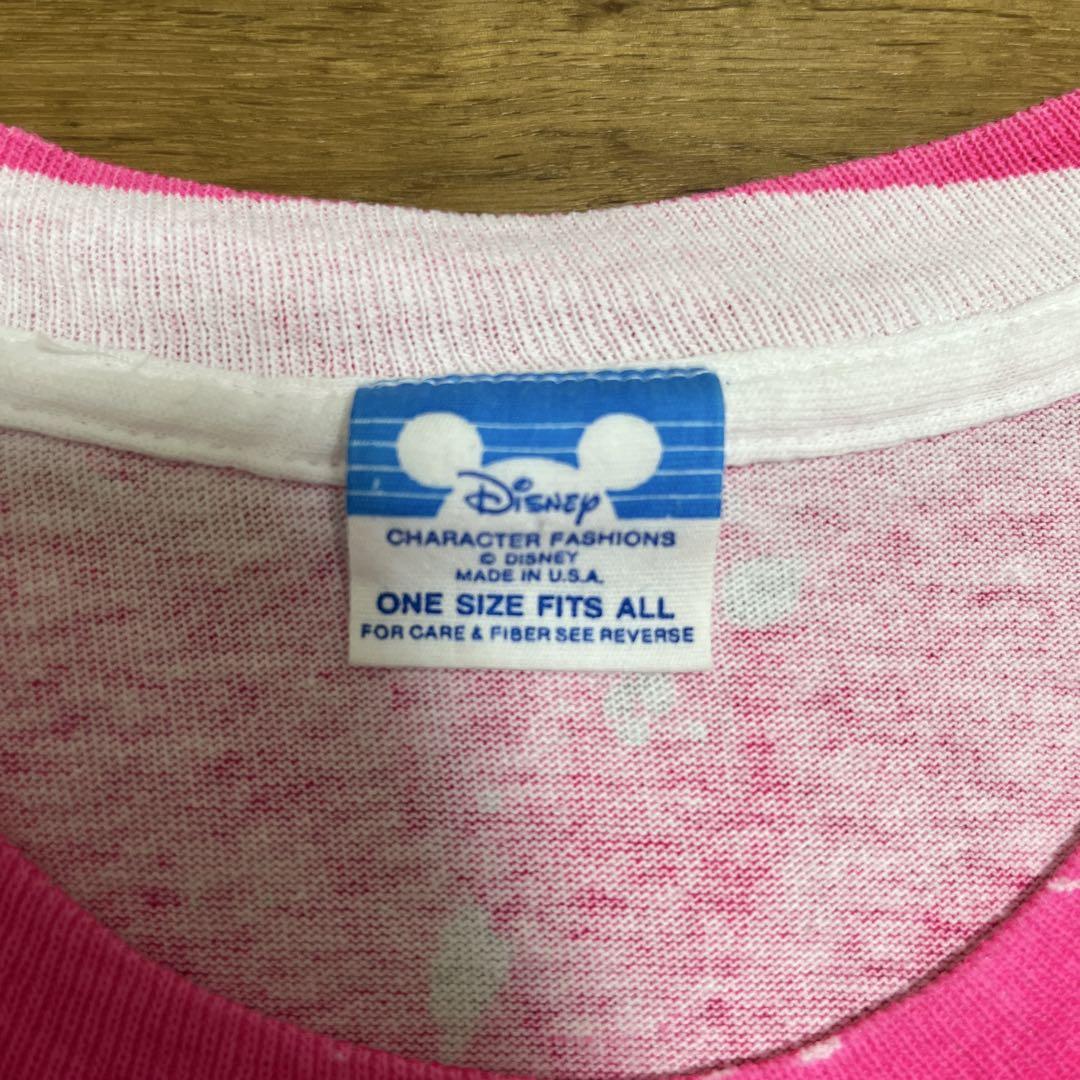 Disney
CHARACTER FASHIONS
© DISNEY
MADE IN U.S.A.
ONE SIZE FITS ALL
FOR CARE & FIBER SEE REVERSE